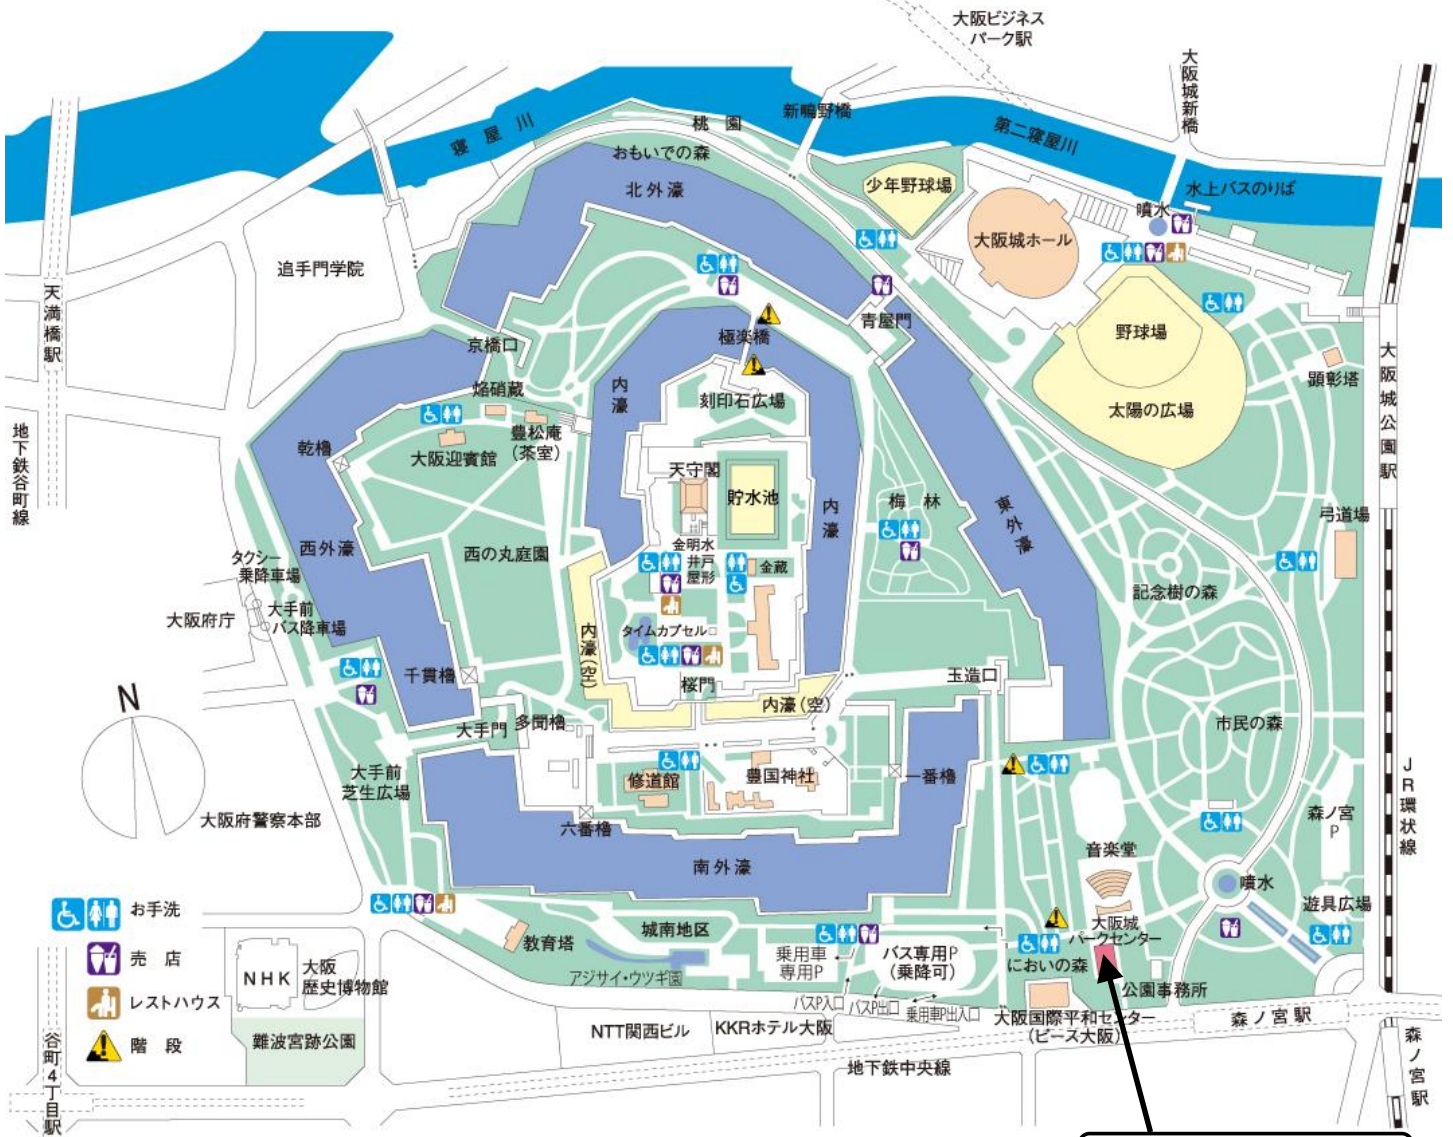 大阪ビジネス
パーク駅
大阪城新橋
新鴫野橋
桃園
寝屋川
第二寝屋川
おもいでの森
北外濠
少年野球場
水上バスのりば
噴水
大阪城ホール
追手門学院
天満橋駅
青屋門
極楽橋
野球場
京橋口
大阪城公園駅
顕彰塔
内濠
焔硝蔵
刻印石広場
太陽の広場
地下鉄谷町線
豊松庵
(茶室)
大阪迎賓館
乾櫓
天守閣
貯水池
内濠
梅林
東外濠
弓道場
西外濠
西の丸庭園
金明水
井戸
屋形
金蔵
タクシー
乗降車場
記念樹の森
大阪府庁
大手前
バス降車場
タイムカプセル
内濠(空)
千貫櫓
桜門
玉造口
N
内濠(空)
大手門
多聞櫓
市民の森
大手前
芝生広場
修道館
豊国神社
一番櫓
JR環状線
大阪府警察本部
六番櫓
森ノ宮
P
音楽堂
南外濠
噴水
お手洗
遊具広場
城南地区
大阪城
パークセンター
教育塔
乗用車
専用P
バス専用P
(乗降可)
売店
においの森
NHK
大阪
歴史博物館
アジサイ・ウツギ園
公園事務所
レストハウス
バスP入口
バスP出口
乗用車P出入口
大阪国際平和センター
(ピース大阪)
森ノ宮駅
NTT関西ビル
KKRホテル大阪
難波宮跡公園
階段
谷町4丁目駅
地下鉄中央線
森ノ宮駅